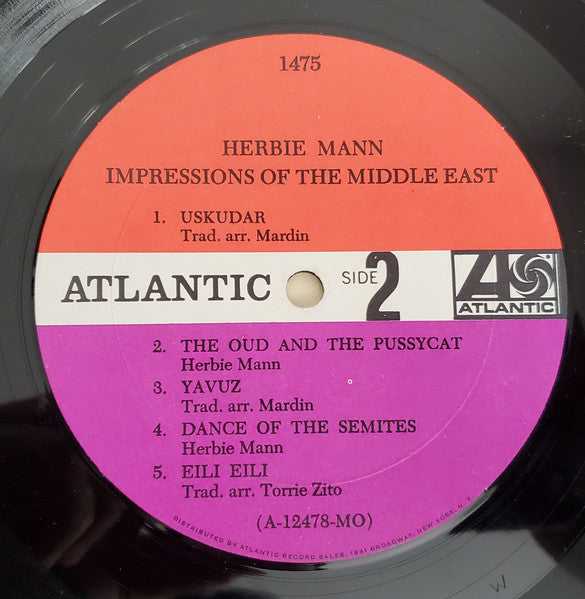 1475
HERBIE MANN
IMPRESSIONS OF THE MIDDLE EAST
1. USKUDAR
Trad. arr. Mardin
ATLANTIC
SIDE 2
ATLANTIC
2. THE OUD AND THE PUSSYCAT
Herbie Mann
3. YAVUZ
Trad. arr. Mardin
4. DANCE OF THE SEMITES
Herbie Mann
5. EILI EILI
Trad. arr. Torrie Zito
(A-12478-MO)
DISTRIBUTED BY ATLANTIC RECORD SALES, 1841 BROADWAY, NEW YORK, N.Y.
W